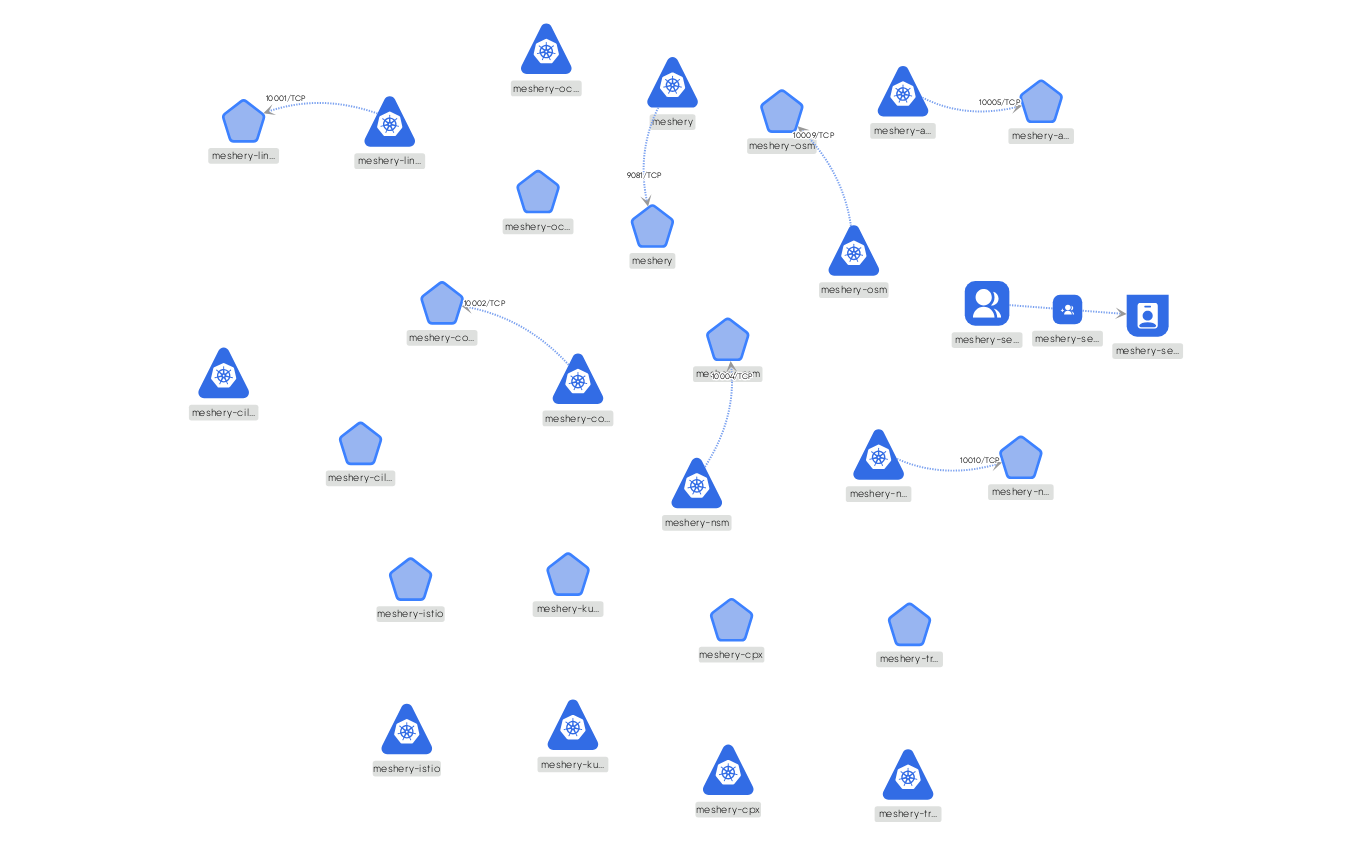 meshery-oc...
10001/TCP
meshery
10005/TCP
meshery-a...
meshery-a...
10009/TCP
meshery-osm
meshery-lin...
meshery-lin...
9081/TCP
meshery-oc...
meshery
meshery-osm
10002/TCP
meshery-co...
meshery-se...
meshery-se...
meshery-se...
10004/TCP
meshery-cil...
meshery-co...
10010/TCP
meshery-cil...
meshery-n...
meshery-n...
meshery-nsm
meshery-istio
meshery-ku...
meshery-cpx
meshery-tr...
meshery-istio
meshery-ku...
meshery-cpx
meshery-tr...